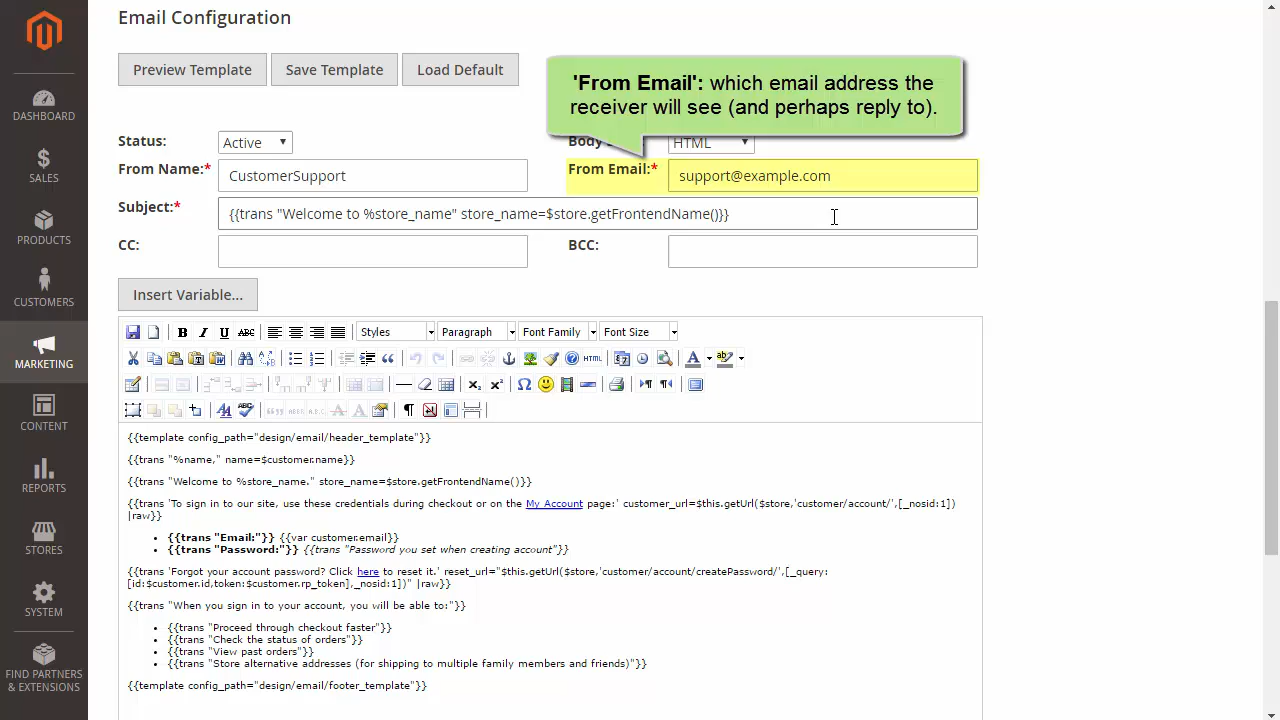 Email Configuration
Preview Template
Save Template
Load Default
'From Email': which email address the
receiver will see (and perhaps reply to).
Status:
Active
HTML
From Name:*
CustomerSupport
From Email:*
support@example.com
Subject:*
{{trans "Welcome to %store_name" store_name=$store.getFrontendName()}}
CC:
BCC:
Insert Variable...
Styles
Paragraph
Font Family
Font Size
HTML
{{template config_path="design/email/header_template"}}
{{trans "%name," name=$customer.name}}
{{trans "Welcome to %store_name." store_name=$store.getFrontendName()}}
{{trans 'To sign in to our site, use these credentials during checkout or on the My Account page:' customer_url=$this.getUrl($store,'customer/account/',[_nosid:1])
|raw}}
{{trans "Email:"}} {{var customer.email}}
{{trans "Password:"}} {{trans "Password you set when creating account"}}
{{trans 'Forgot your account password? Click here to reset it.' reset_url="$this.getUrl($store,'customer/account/createPassword/',[_query:
[id:$customer.id,token:$customer.rp_token],_nosid:1])" |raw}}
{{trans "When you sign in to your account, you will be able to:"}}
{{trans "Proceed through checkout faster"}}
{{trans "Check the status of orders"}}
{{trans "View past orders"}}
{{trans "Store alternative addresses (for shipping to multiple family members and friends)"}}
{{template config_path="design/email/footer_template"}}
DASHBOARD
SALES
PRODUCTS
CUSTOMERS
MARKETING
CONTENT
REPORTS
STORES
SYSTEM
FIND PARTNERS
& EXTENSIONS